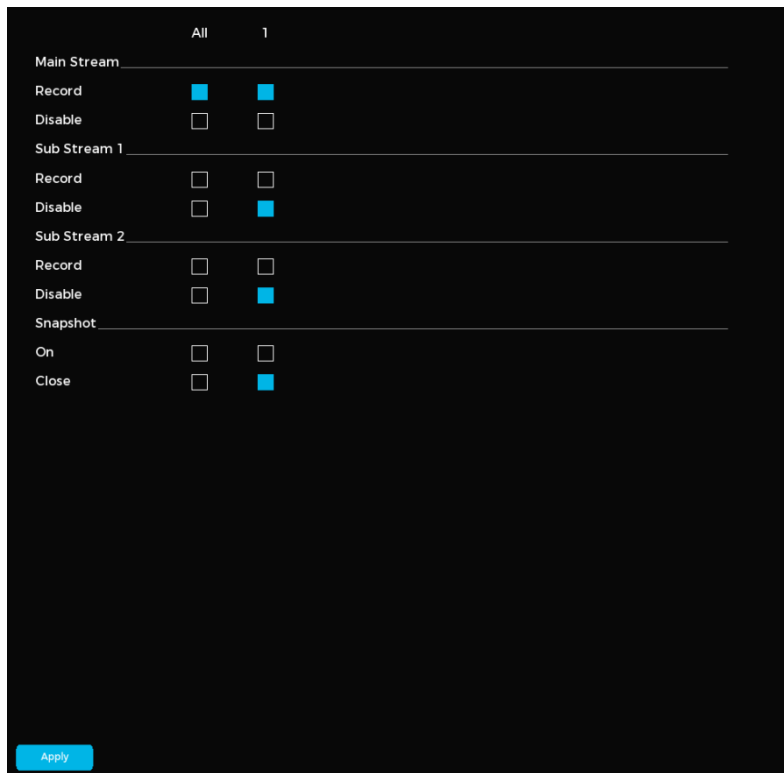 All 1
Main Stream
Record
Disable
Sub Stream 1
Record
Disable
Sub Stream 2
Record
Disable
Snapshot
On
Close
Apply